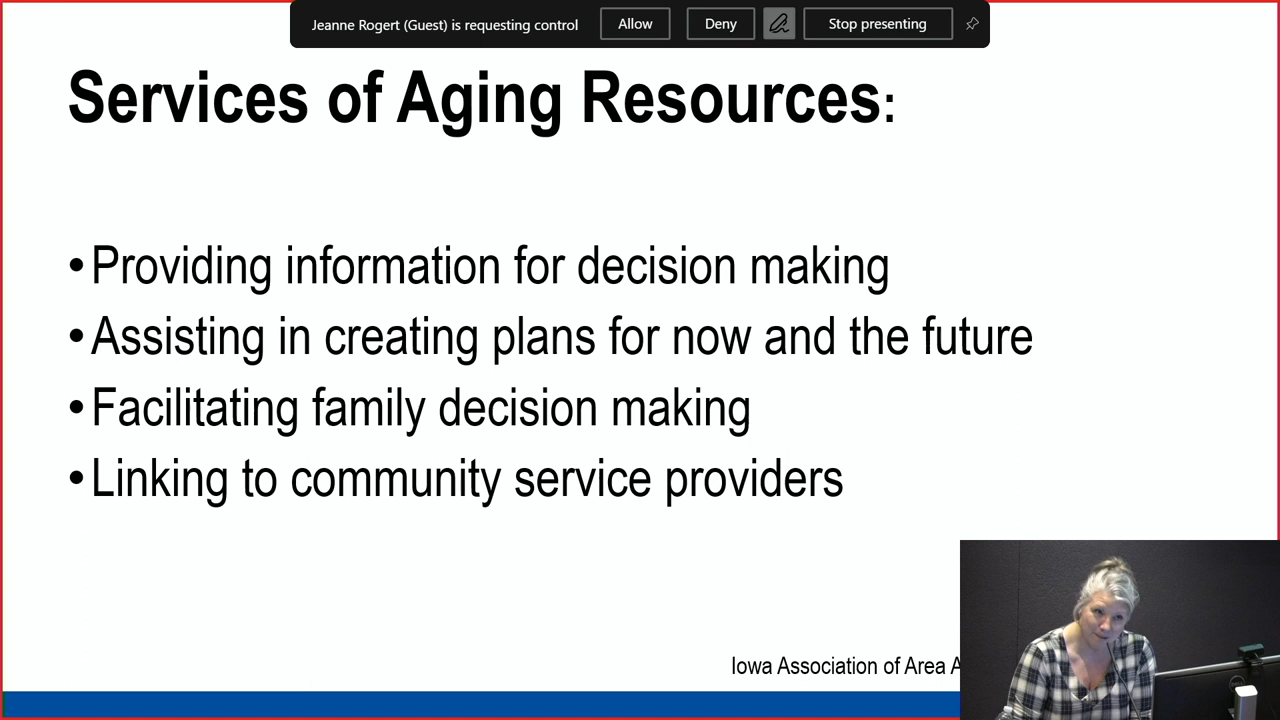 Jeanne Rogert (Guest) is requesting control
Allow
Deny
Stop presenting
Services of Aging Resources:
•Providing information for decision making
•Assisting in creating plans for now and the future
•Facilitating family decision making
•Linking to community service providers
Iowa Association of Area A